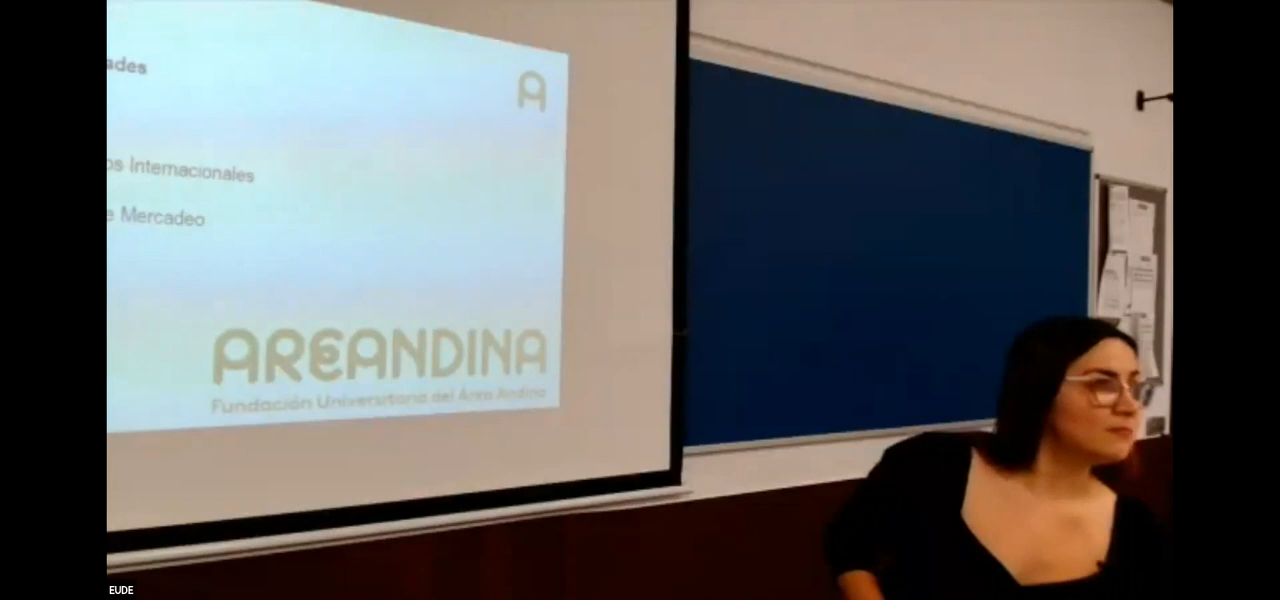 ades
os Internacionales
e Mercadeo
AREANDINA
Fundación Universitaria del Área Andina
EUDE